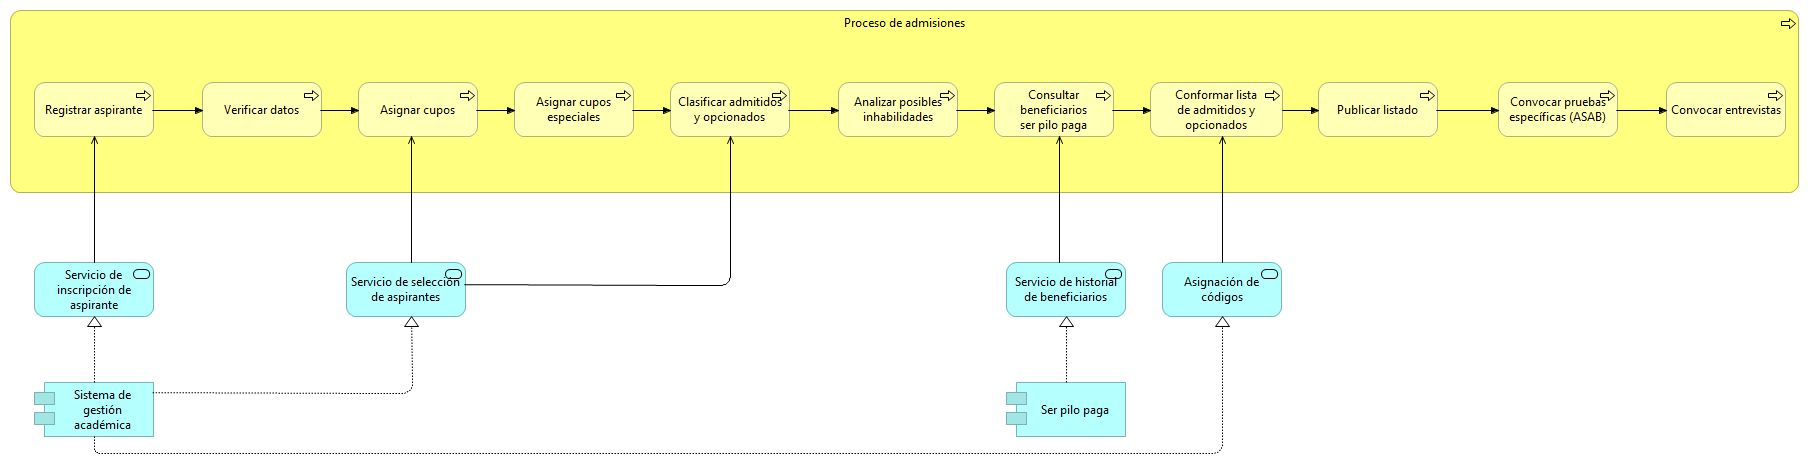 Proceso de admisiones
Registrar aspirante
Verificar datos
Asignar cupos
Asignar cupos
especiales
Clasificar admitidos
y opcionados
Analizar posibles
inhabilidades
Consultar
beneficiarios
ser pilo paga
Conformar lista
de admitidos y
opcionados
Publicar listado
Convocar pruebas
específicas (ASAB)
Convocar entrevistas
Servicio de
inscripción de
aspirante
Servicio de selección
de aspirantes
Servicio de historial
de beneficiarios
Asignación de
códigos
Sistema de
gestión
académica
Ser pilo paga